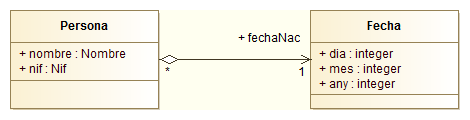 Persona
+ nombre : Nombre
+ nif : Nif
+ fechaNac
*
1
Fecha
+ dia : integer
+ mes : integer
+ any : integer